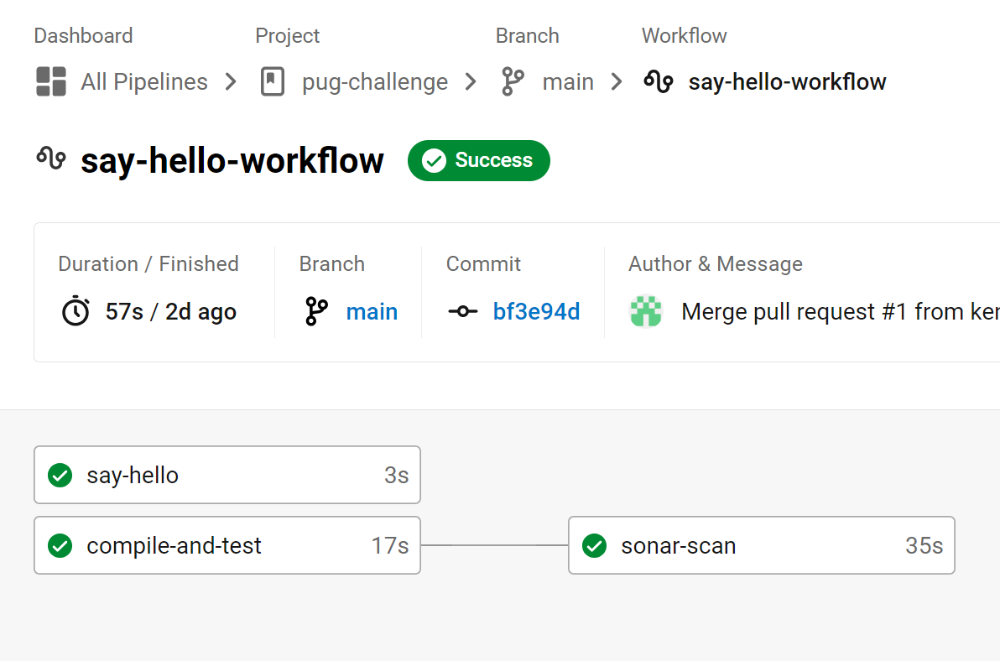 Dashboard Project Branch Workflow
All Pipelines pug-challenge main say-hello-workflow
say-hello-workflow Success
Duration / Finished Branch Commit Author & Message
57s / 2d ago main bf3e94d Merge pull request #1 from
say-hello 3s
compile-and-test 17s sonar-scan 35s